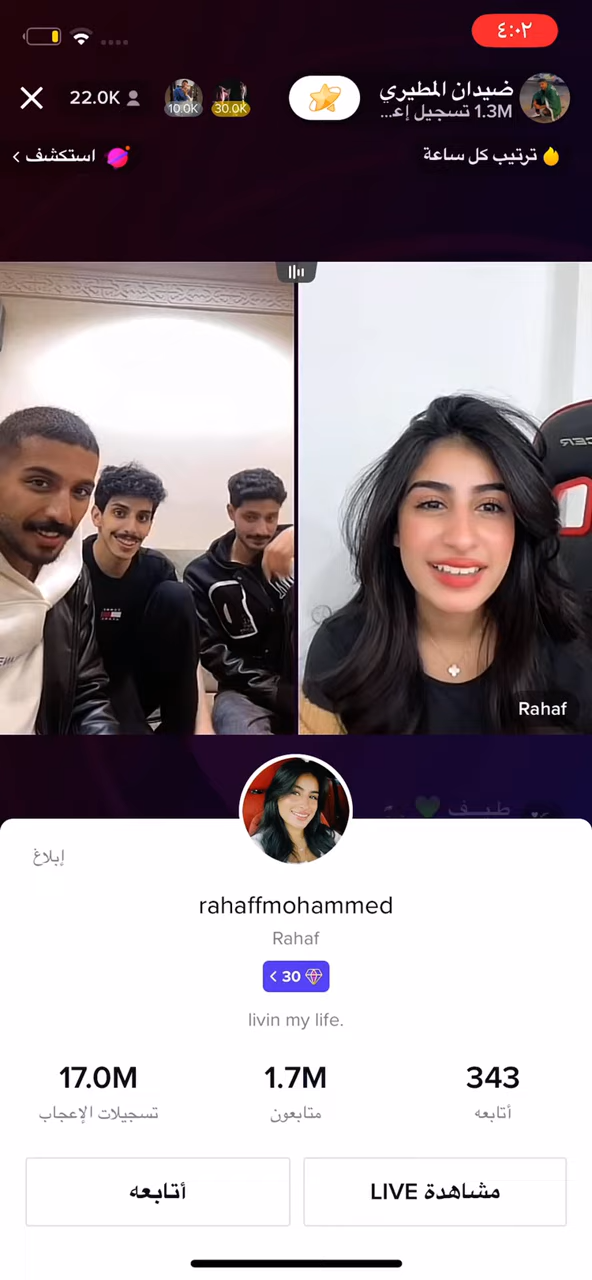 ٤:٠٢
ضيدان المطيري
1.3M تسجيل إع...
30.0K
10.0K
22.0K
ترتيب كل ساعة
استكشف >
Rahaf
طيف
إبلاغ
rahaffmohammed
Rahaf
< 30
livin my life.
343
أتابعه
1.7M
متابعون
17.0M
تسجيلات الإعجاب
مشاهدة LIVE
أتابعه